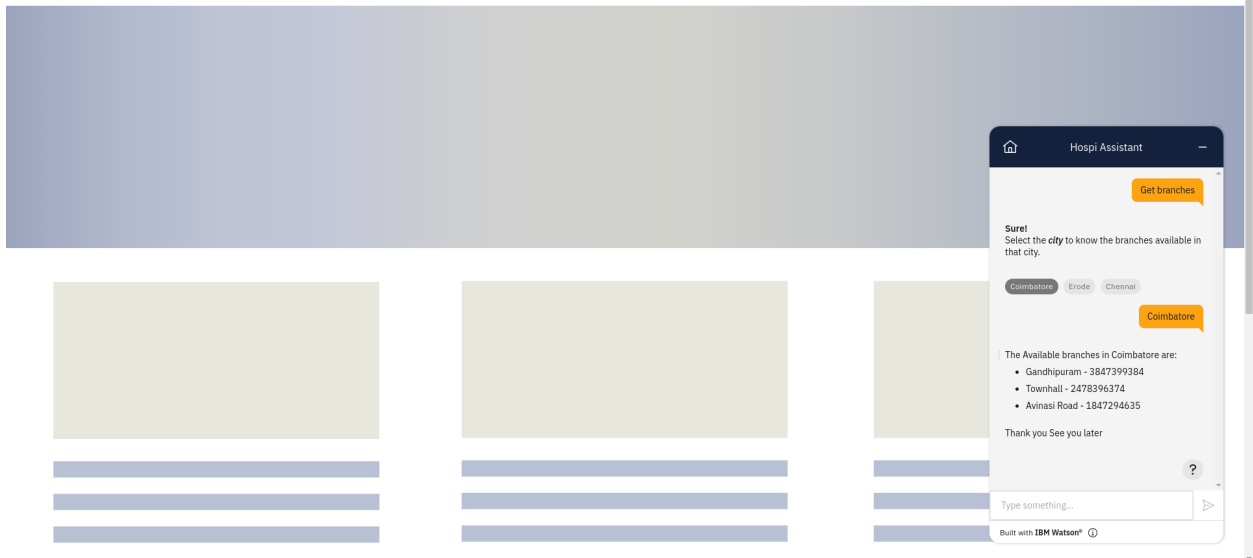 Hospi Assistant
Get branches
Sure!
Select the city to know the branches available in
that city.
Coimbatore Erode Chennai
Coimbatore
The Available branches in Coimbatore are:
• Gandhipuram - 3847399384
• Townhall - 2478396374
• Avinasi Road - 1847294635
Thank you See you later
?
Type something...
Built with IBM Watson®